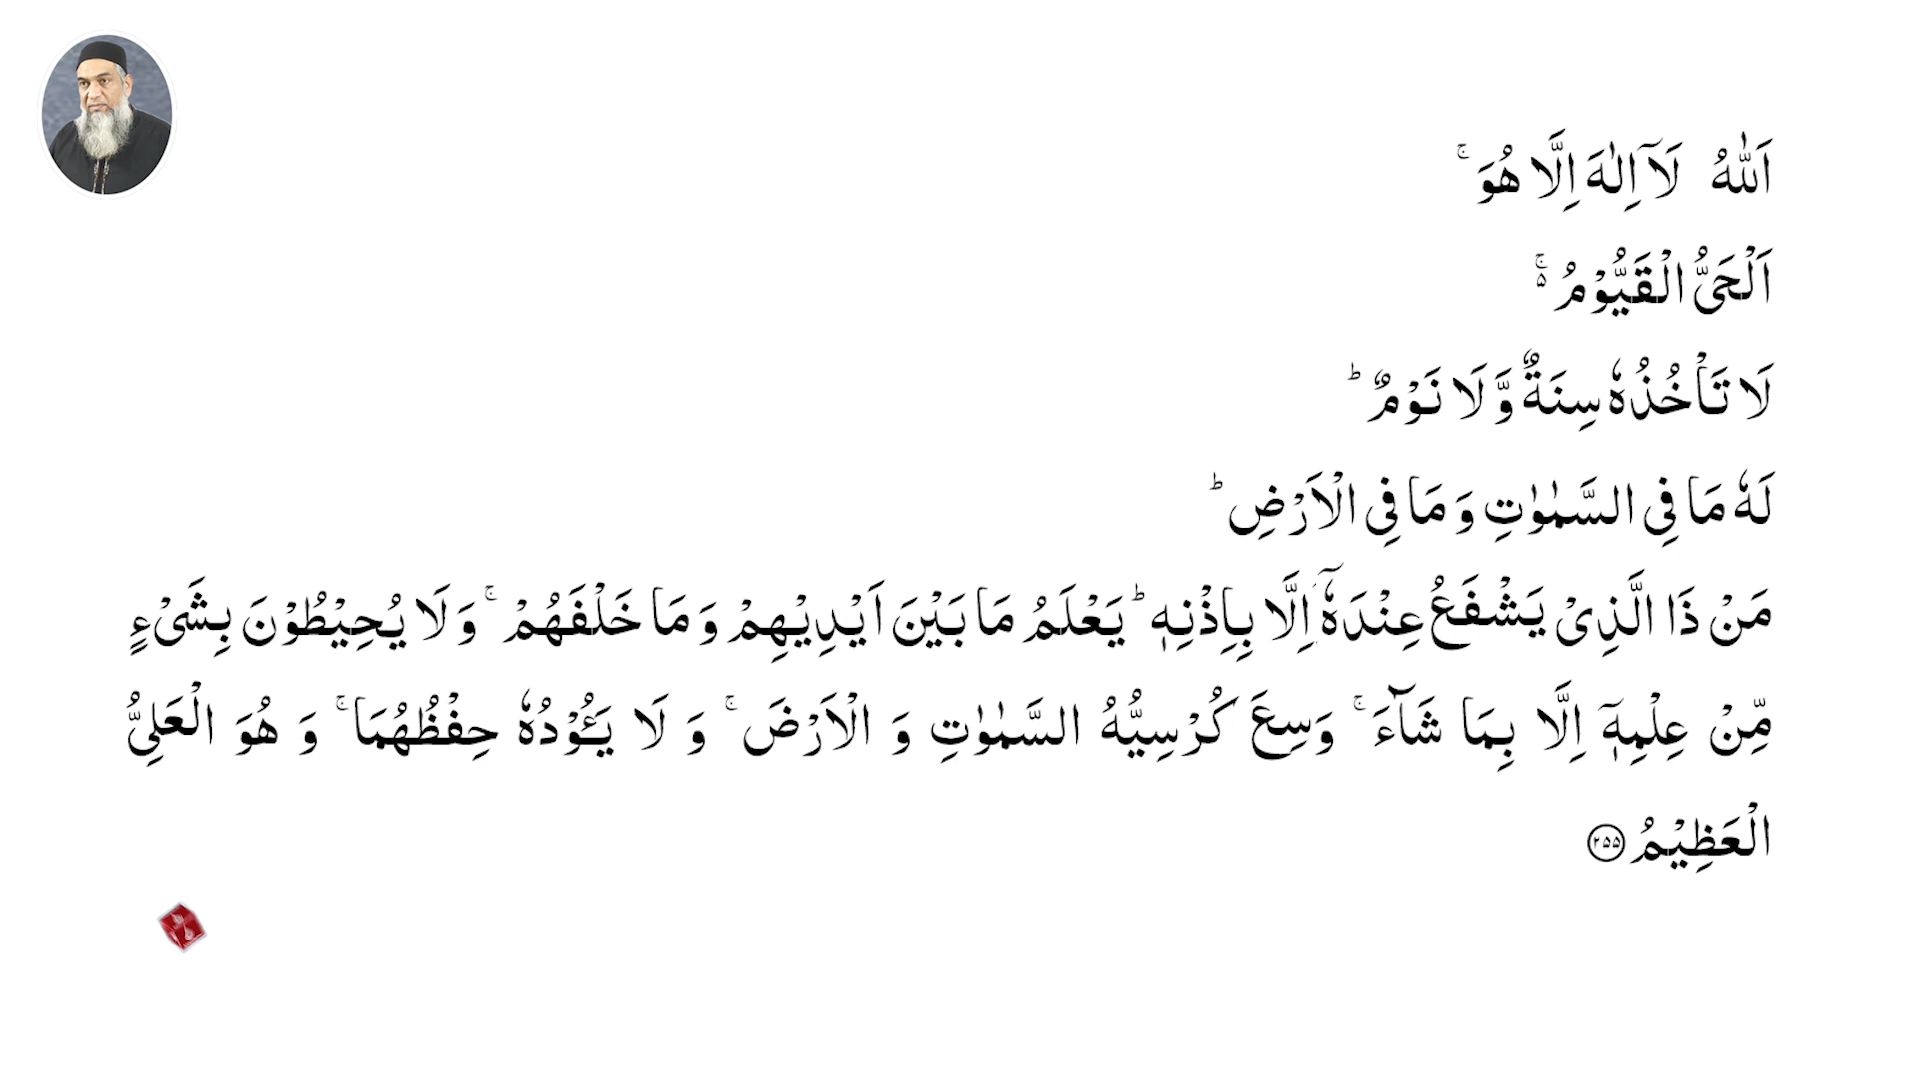 اَللّٰهُ لَاۤ اِلٰهَ اِلَّا هُوَ ۚ
اَلْحَیُّ الْقَیُّوْمُ ۚ۬
لَا تَاْخُذُهٗ سِنَةٌ وَّ لَا نَوْمٌ ؕ
لَهٗ مَا فِی السَّمٰوٰتِ وَ مَا فِی الْاَرْضِ ؕ
مَنْ ذَا الَّذِیْ یَشْفَعُ عِنْدَهٗۤ اِلَّا بِاِذْنِهٖ ؕ یَعْلَمُ مَا بَیْنَ اَیْدِیْهِمْ وَ مَا خَلْفَهُمْ ۚ وَ لَا یُحِیْطُوْنَ بِشَیْءٍ
مِّنْ عِلْمِهٖۤ اِلَّا بِمَا شَآءَ ۚ وَسِعَ كُرْسِیُّهُ السَّمٰوٰتِ وَ الْاَرْضَ ۚ وَ لَا یَـُٔوْدُهٗ حِفْظُهُمَا ۚ وَ هُوَ الْعَلِیُّ
الْعَظِیْمُ ﴿۲۵۵﴾